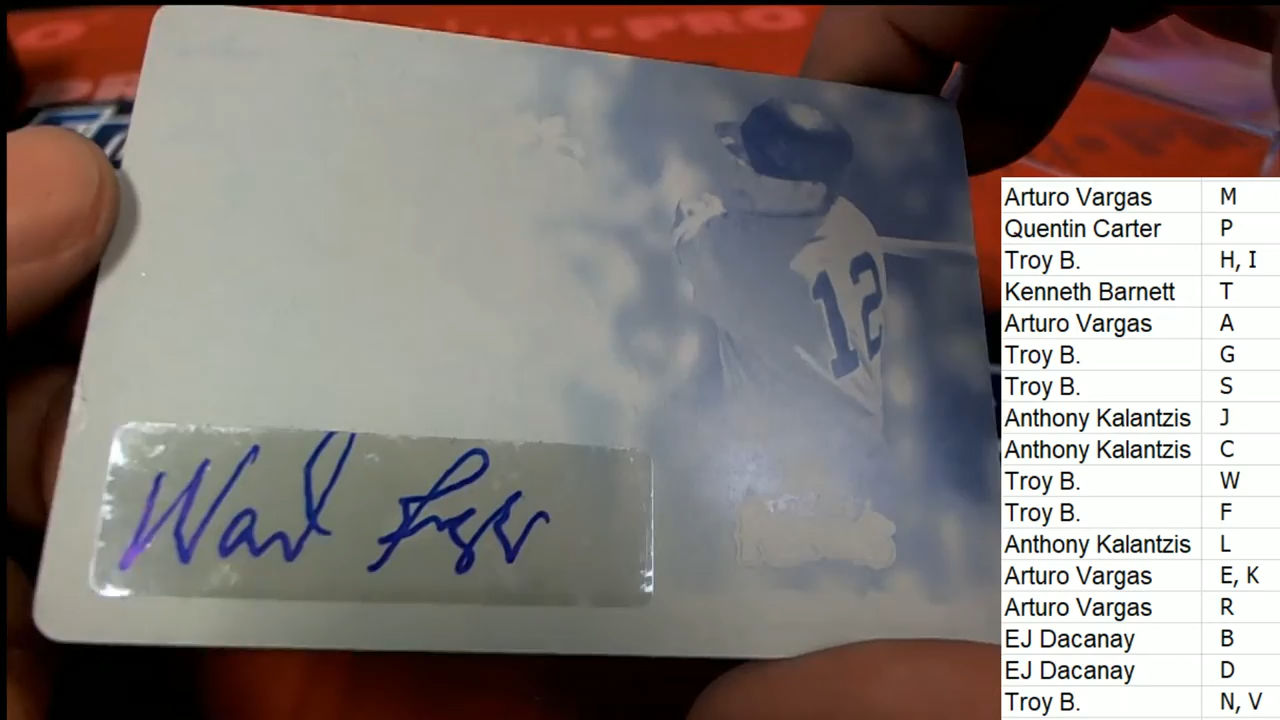 PRO
12
Arturo Vargas M
Quentin Carter P
Troy B. H, I
Kenneth Barnett T
Arturo Vargas A
Troy B. G
Troy B. S
Anthony Kalantzis J
Anthony Kalantzis C
Troy B. W
Troy B. F
Anthony Kalantzis L
Arturo Vargas E, K
Arturo Vargas R
EJ Dacanay B
EJ Dacanay D
Troy B. N, V